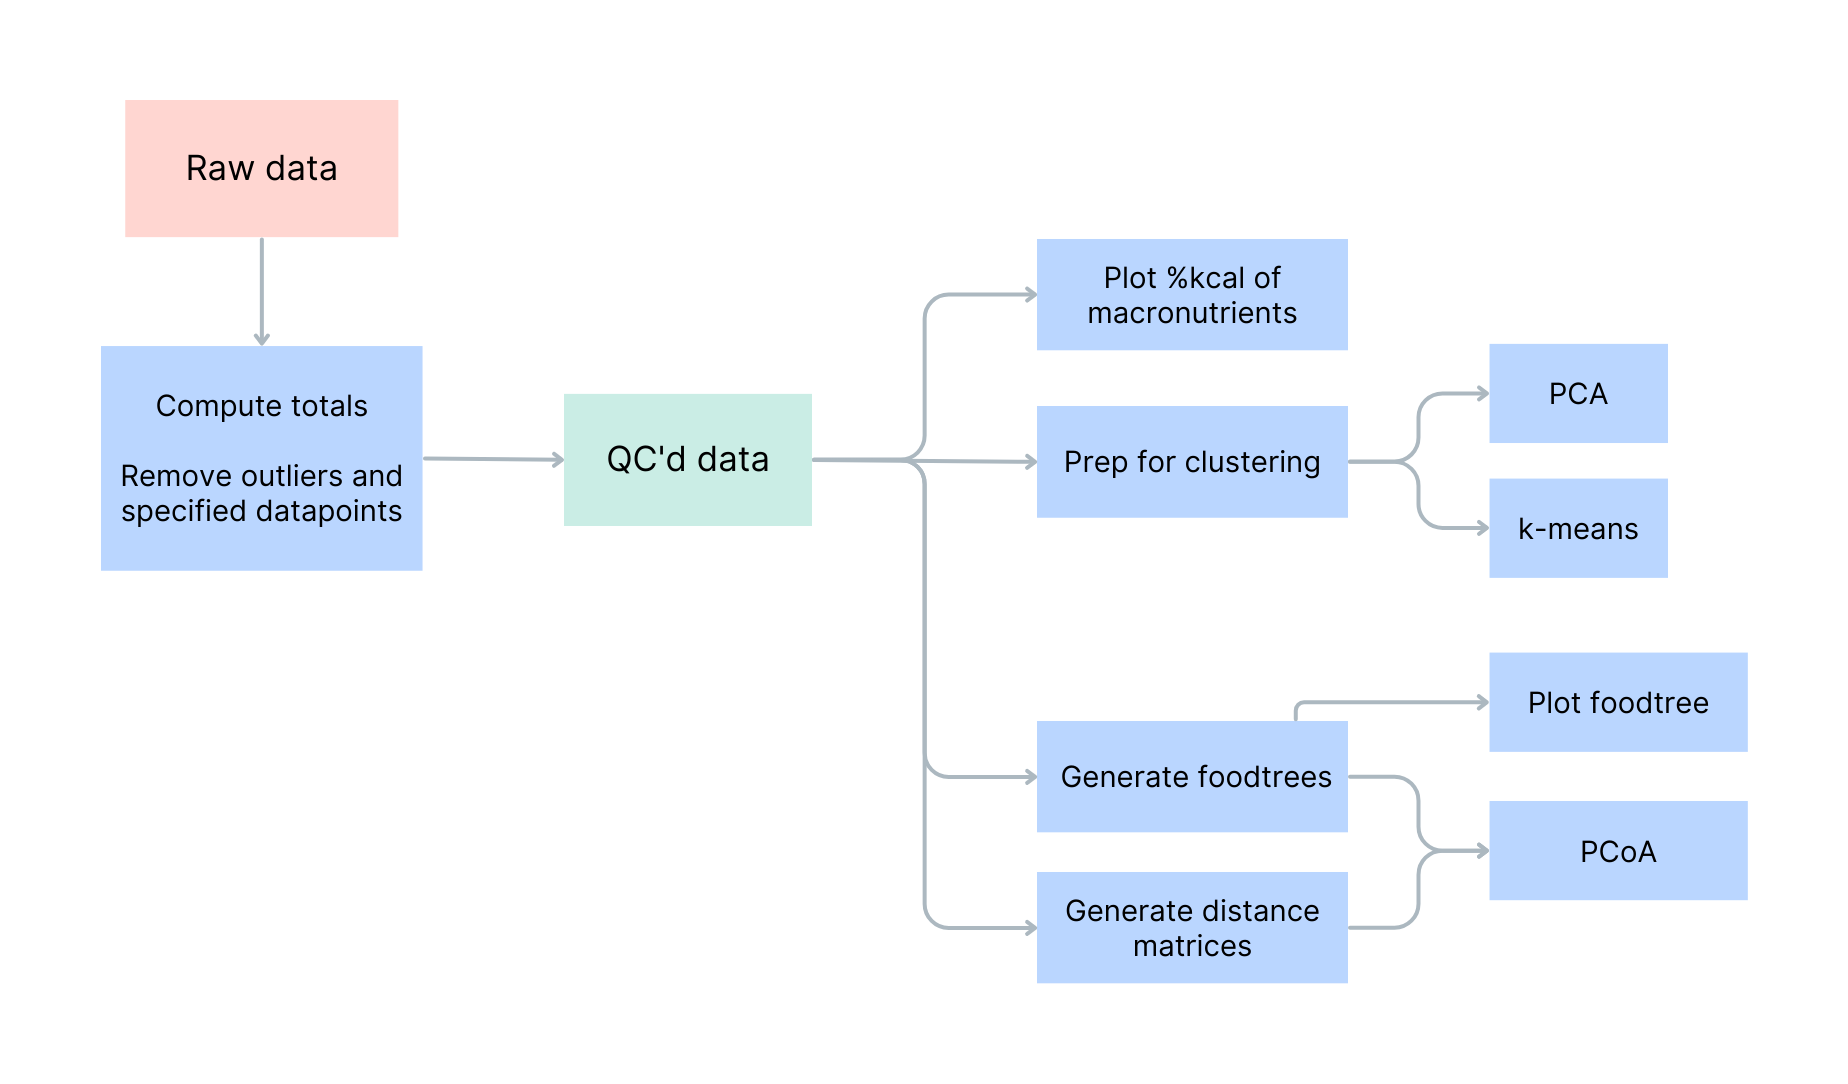 Raw data
Compute totals
Remove outliers and
specified datapoints
QC'd data
Plot %kcal of
macronutrients
Prep for clustering
PCA
k-means
Generate foodtrees
Plot foodtree
PCoA
Generate distance
matrices